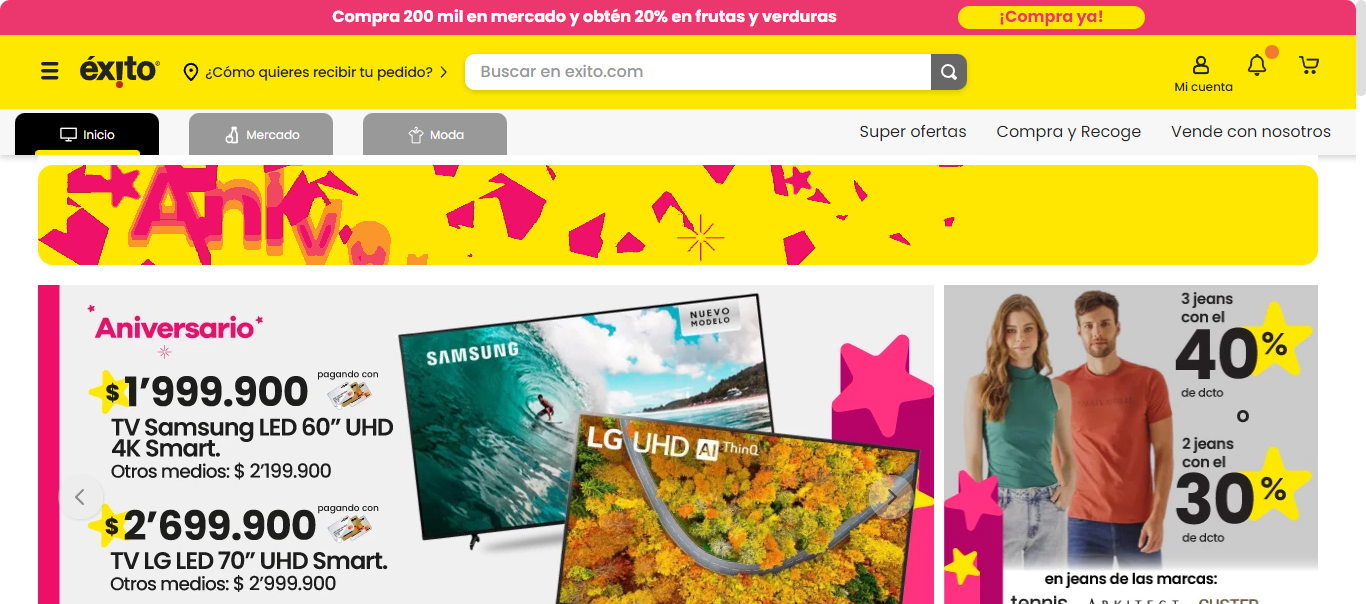 Compra 200 mil en mercado y obtén 20% en frutas y verduras
¡Compra ya!
éxito
¿Cómo quieres recibir tu pedido?
Buscar en exito.com
Mi cuenta
Inicio
Mercado
Moda
Super ofertas
Compra y Recoge
Vende con nosotros
Aniv
Aniversario
$1’999.900
pagando con
TV Samsung LED 60” UHD
4K Smart.
Otros medios: $ 2’199.900
$2’699.900
pagando con
TV LG LED 70” UHD Smart.
Otros medios: $ 2’999.900
NUEVO
MODELO
SAMSUNG
LG UHD AI ThinQ
3 jeans
con el
40%
de dcto
o
2 jeans
con el
30%
de dcto
en jeans de las marcas:
tennis ARKITECT CUSTER